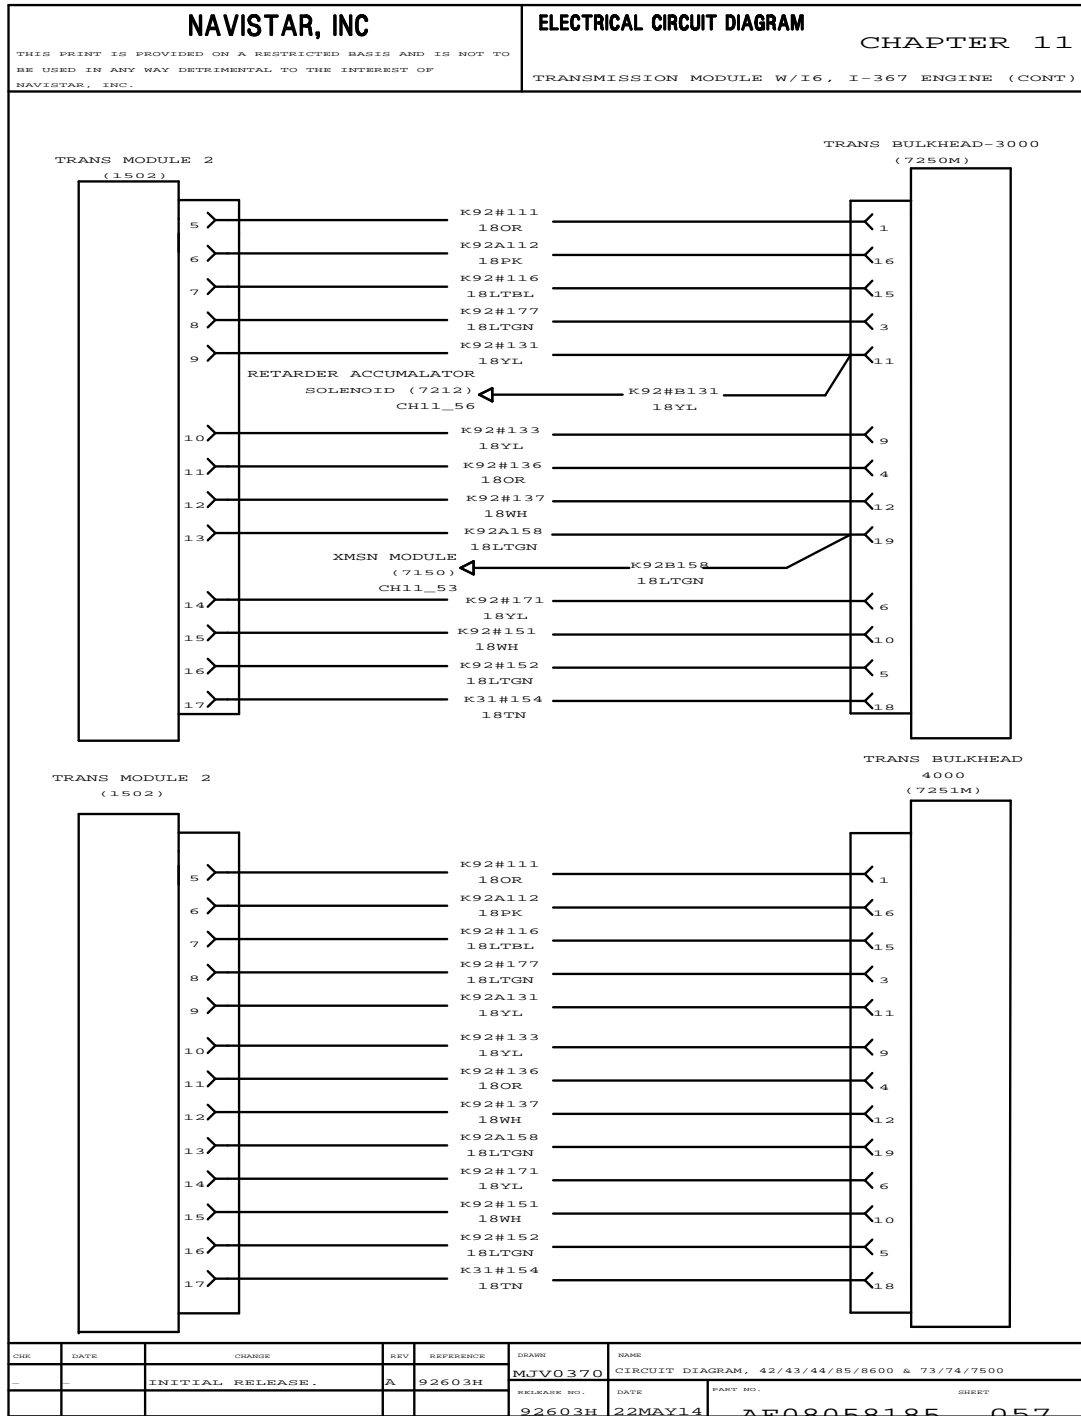 NAVISTAR, INC
THIS PRINT IS PROVIDED ON A RESTRICTED BASIS AND IS NOT TO
BE USED IN ANY WAY DETRIMENTAL TO THE INTEREST OF
NAVISTAR, INC.
ELECTRICAL CIRCUIT DIAGRAM
CHAPTER 11
TRANSMISSION MODULE W/I6, I-367 ENGINE (CONT)
TRANS MODULE 2
(1502)
TRANS BULKHEAD-3000
(7250M)
5 K92#111 1
18OR
6 K92A112 16
18PK
7 K92#116 15
18LTBL
8 K92#177 3
18LTGN
9 K92#131 11
18YL
RETARDER ACCUMALATOR
SOLENOID (7212) K92#B131
CH11_56 18YL
10 K92#133 9
18YL
11 K92#136 4
18OR
12 K92#137 12
18WH
13 K92A158 19
18LTGN
XMSN MODULE
(7150) K92B158
CH11_53 18LTGN
14 K92#171 6
18YL
15 K92#151 10
18WH
16 K92#152 5
18LTGN
17 K31#154 18
18TN
TRANS MODULE 2
(1502)
TRANS BULKHEAD
4000
(7251M)
5 K92#111 1
18OR
6 K92A112 16
18PK
7 K92#116 15
18LTBL
8 K92#177 3
18LTGN
9 K92A131 11
18YL
10 K92#133 9
18YL
11 K92#136 4
18OR
12 K92#137 12
18WH
13 K92A158 19
18LTGN
14 K92#171 6
18YL
15 K92#151 10
18WH
16 K92#152 5
18LTGN
17 K31#154 18
18TN
CHK DATE CHANGE REV REFERENCE DRAWN NAME
- - INITIAL RELEASE. A 92603H MJV0370 CIRCUIT DIAGRAM, 42/43/44/85/8600 & 73/74/7500
RELEASE NO. DATE PART NO. SHEET
92603H 22MAY14 AF08058185 057